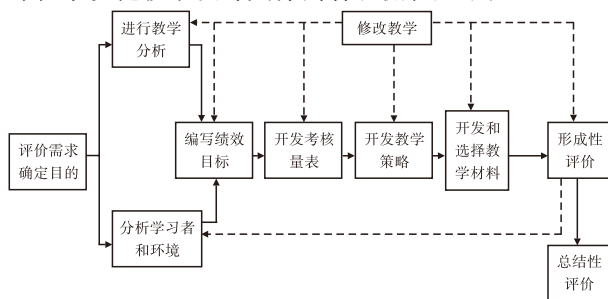 进行教学
分析
修改教学
评价需求
确定目的
编写绩效
目标
开发考核
量表
开发教学
策略
开发和
选择教
学材料
形成性
评价
分析学习者
和环境
总结性
评价